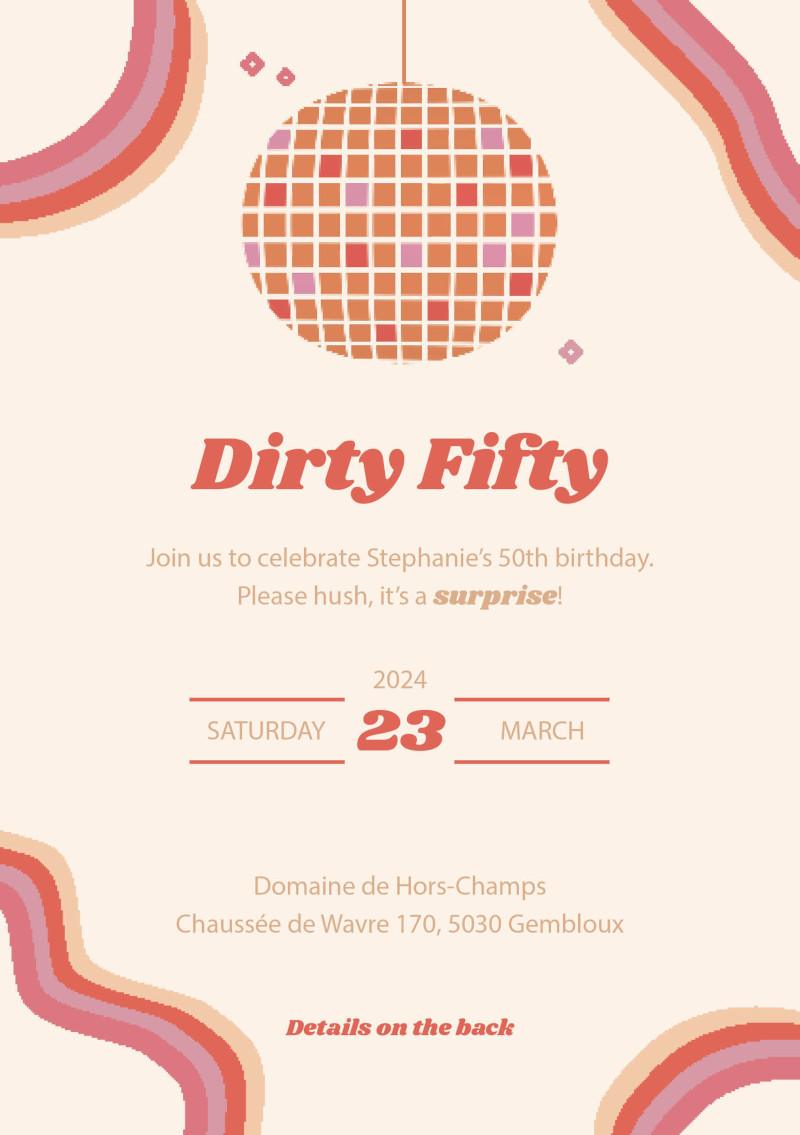 Dirty Fifty
Join us to celebrate Stephanie’s 50th birthday.
Please hush, it’s a surprise!
2024
SATURDAY 23 MARCH
Domaine de Hors-Champs
Chaussée de Wavre 170, 5030 Gembloux
Details on the back